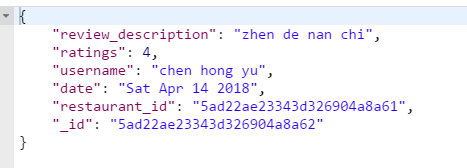 {
"review_description": "zhen de nan chi",
"ratings": 4,
"username": "chen hong yu",
"date": "Sat Apr 14 2018",
"restaurant_id": "5ad22ae23343d326904a8a61",
"_id": "5ad22ae23343d326904a8a62"
}